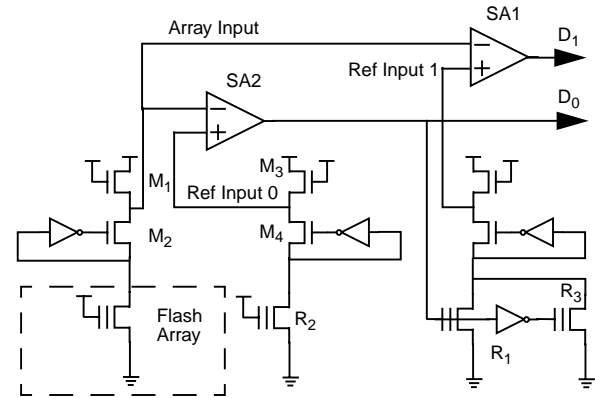 SA1
D1
Array Input
Ref Input 1
SA2
D0
M1
Ref Input 0
M3
M2
M4
Flash
Array
R2
R3
R1